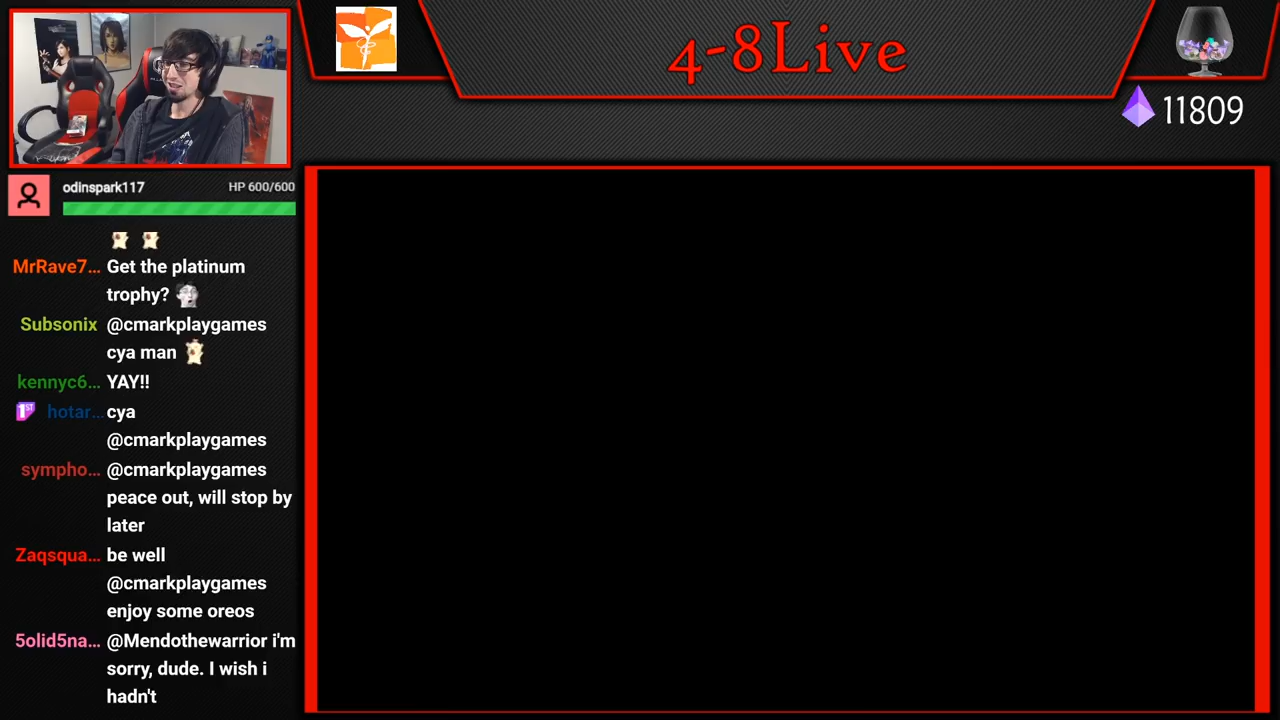 4-8Live
11809
odinspark117 HP 600/600
MrRave7... Get the platinum
trophy?
Subsonix @cmarkplaygames
cya man
kennyc6... YAY!!
1ST hotar... cya
@cmarkplaygames
sympho... @cmarkplaygames
peace out, will stop by
later
Zaqsqua... be well
@cmarkplaygames
enjoy some oreos
5olid5na... @Mendothewarrior i'm
sorry, dude. I wish i
hadn't